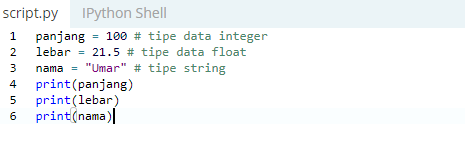 script.py IPython Shell
1 panjang = 100 # tipe data integer
2 lebar = 21.5 # tipe data float
3 nama = "Umar" # tipe string
4 print(panjang)
5 print(lebar)
6 print(nama)